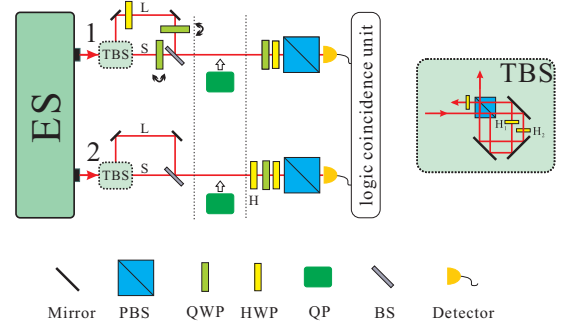 ES
1
L
TBS
S
2
L
TBS
S
H
logic coincidence unit
TBS
H1
H2
Mirror PBS QWP HWP QP BS Detector